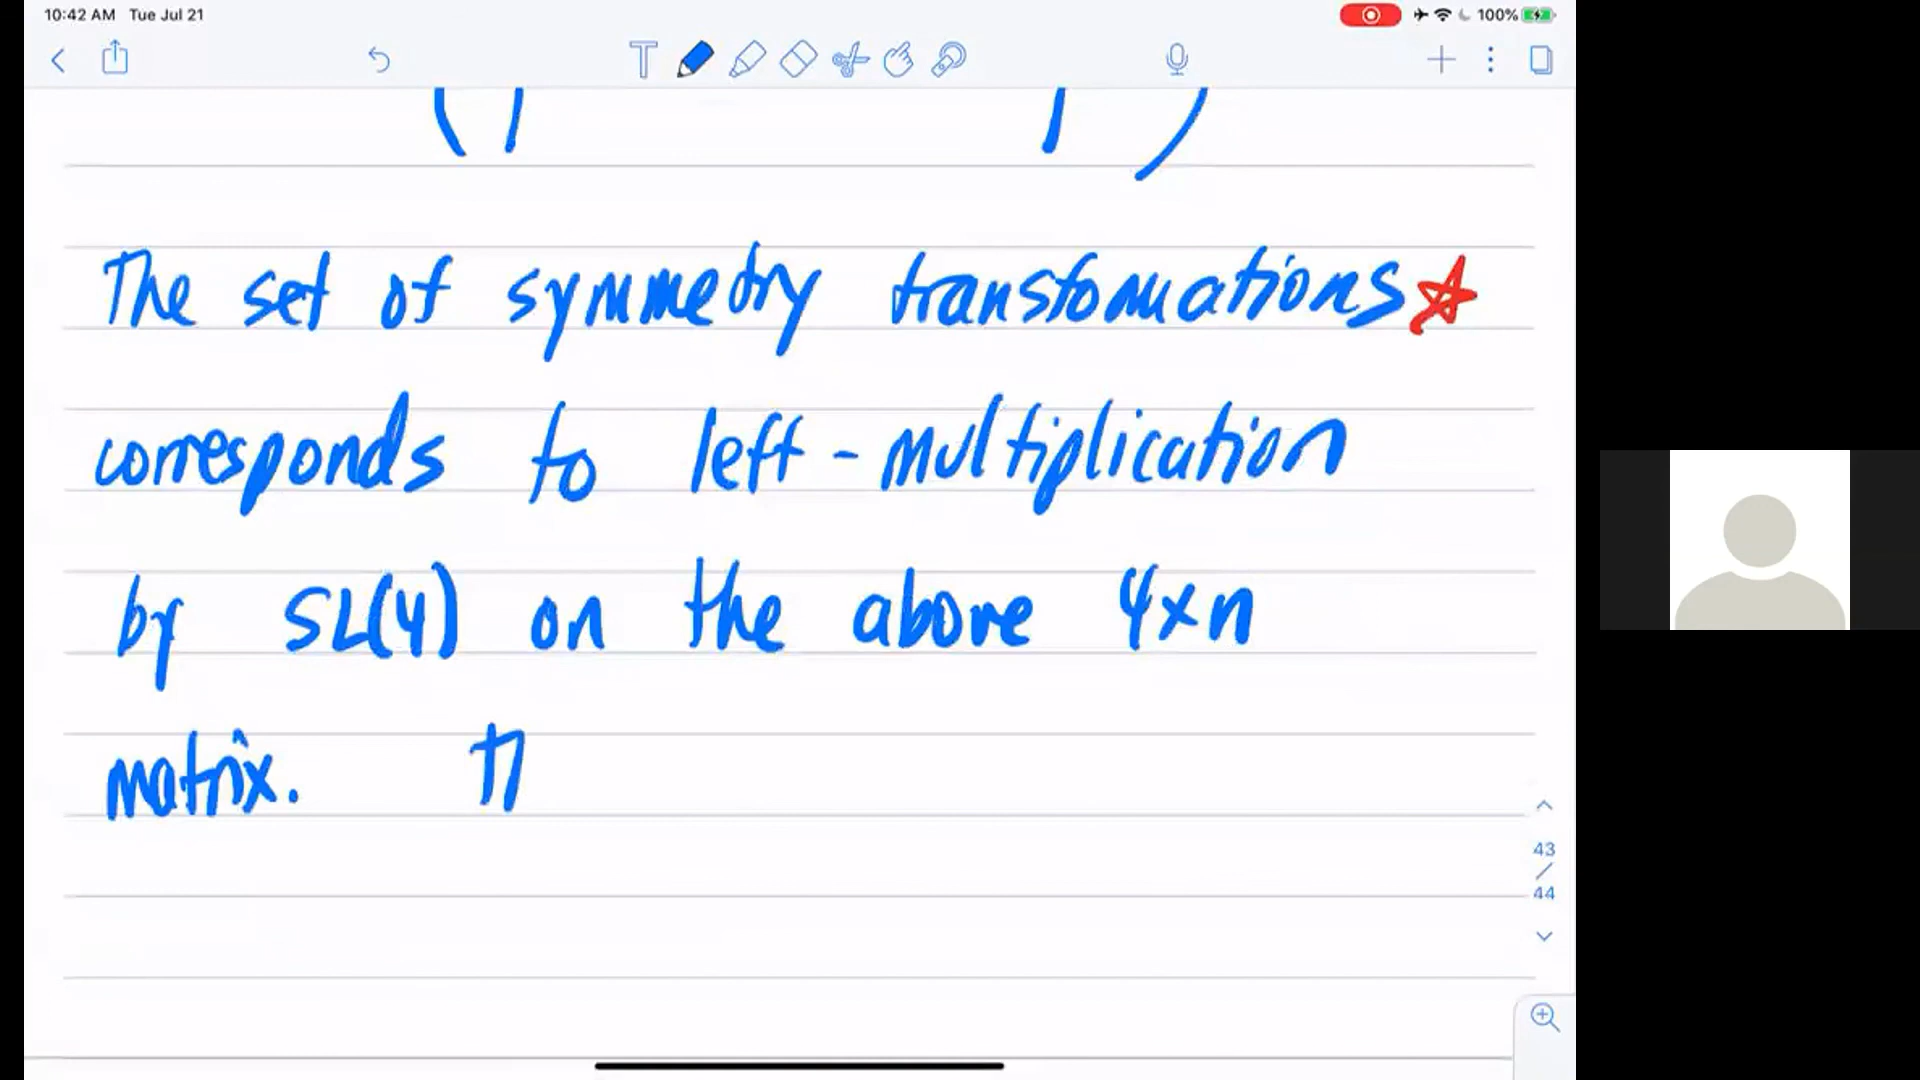 10:42 AM Tue Jul 21
100%
T
The set of symmetry transformations
corresponds to left-multiplication
by SL(4) on the above 4×n
matrix.
43
/
44